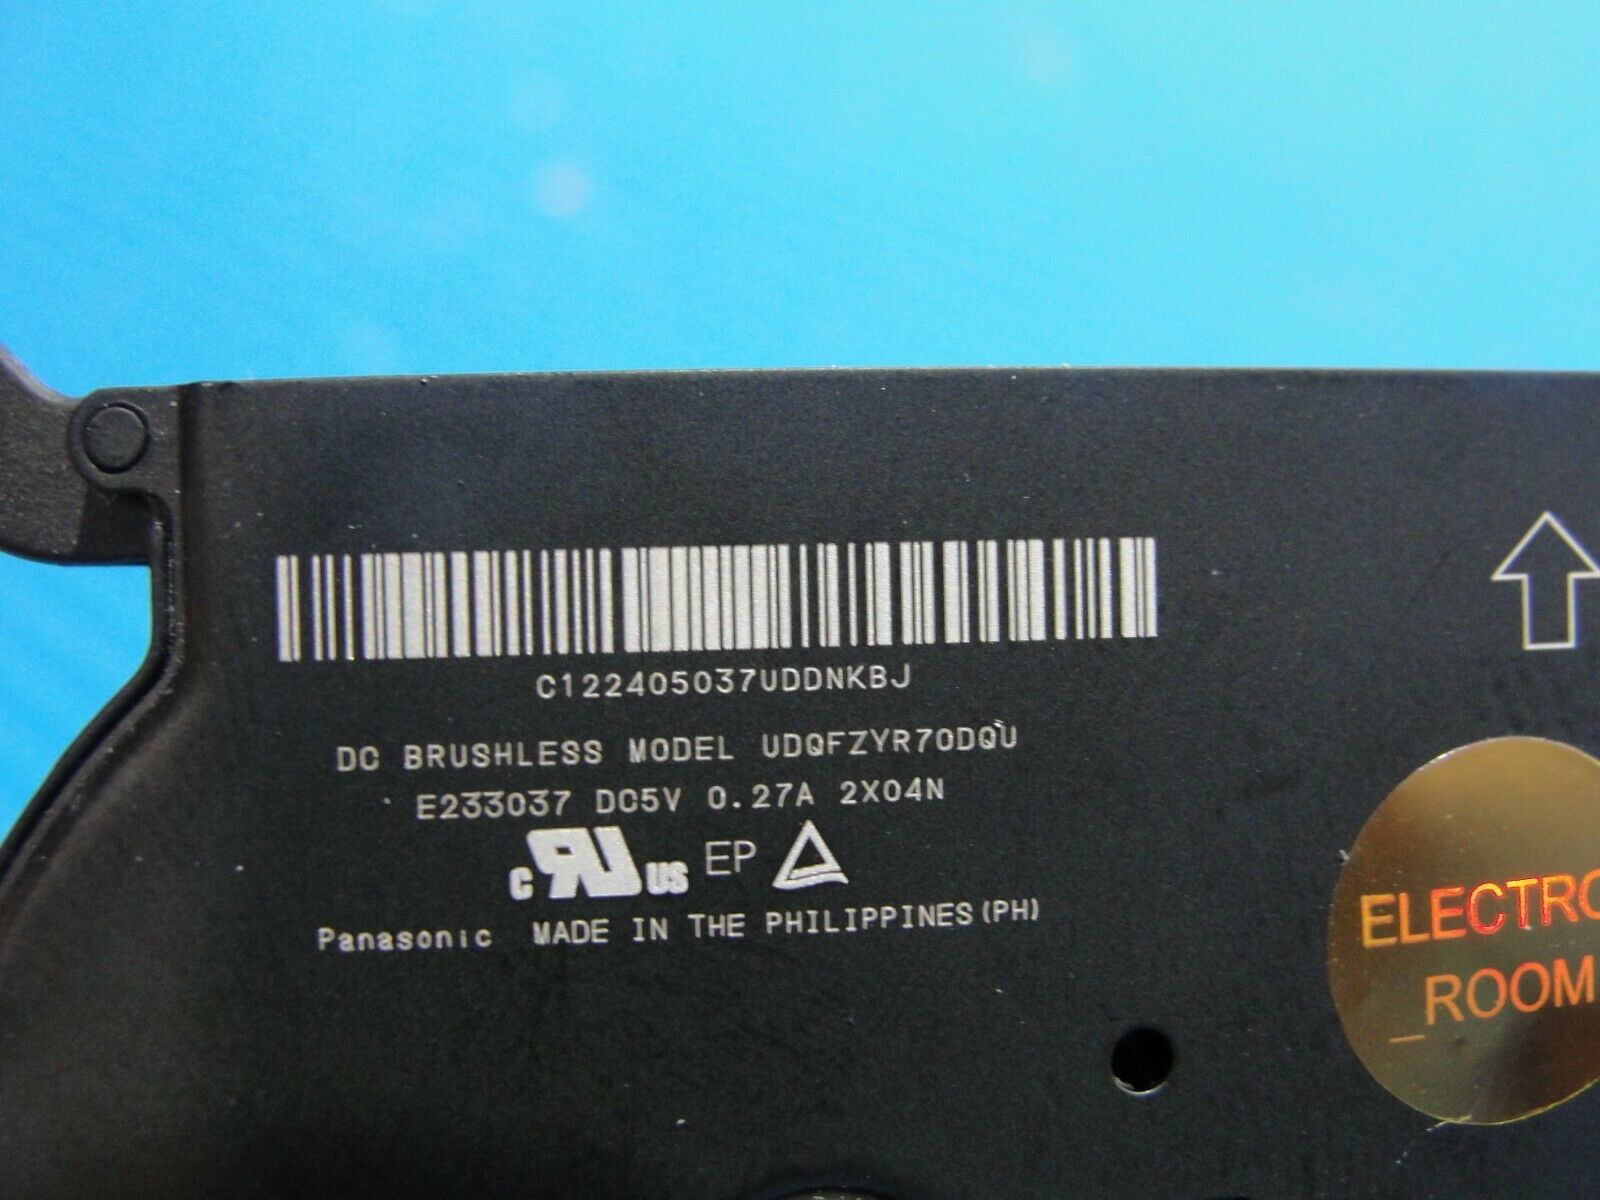 C122405037UDDNKBJ
DC BRUSHLESS MODEL UDQFZYR70DQU
E233037 DC5V 0.27A 2X04N
c RU US EP
Panasonic MADE IN THE PHILIPPINES(PH)
ELECTRO
_ROOM